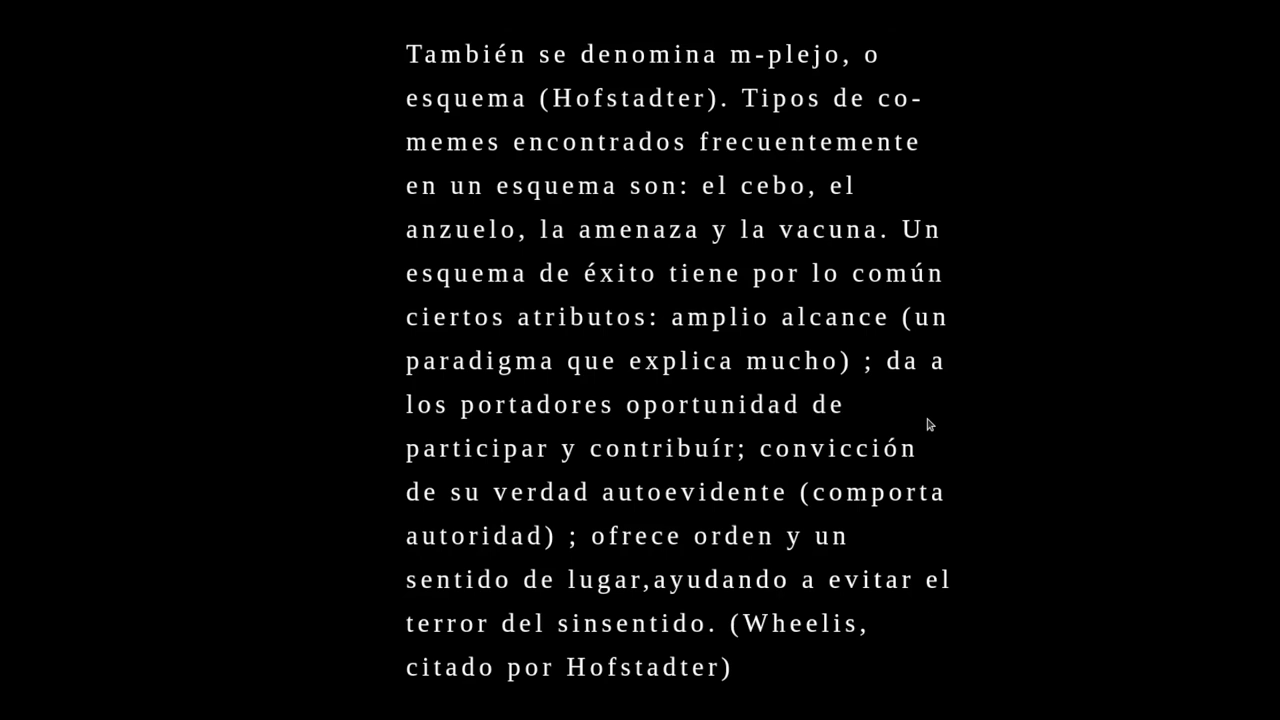 También se denomina m-plejo, o
esquema (Hofstadter). Tipos de co-
memes encontrados frecuentemente
en un esquema son: el cebo, el
anzuelo, la amenaza y la vacuna. Un
esquema de éxito tiene por lo común
ciertos atributos: amplio alcance (un
paradigma que explica mucho) ; da a
los portadores oportunidad de
participar y contribuír; convicción
de su verdad autoevidente (comporta
autoridad) ; ofrece orden y un
sentido de lugar,ayudando a evitar el
terror del sinsentido. (Wheelis,
citado por Hofstadter)